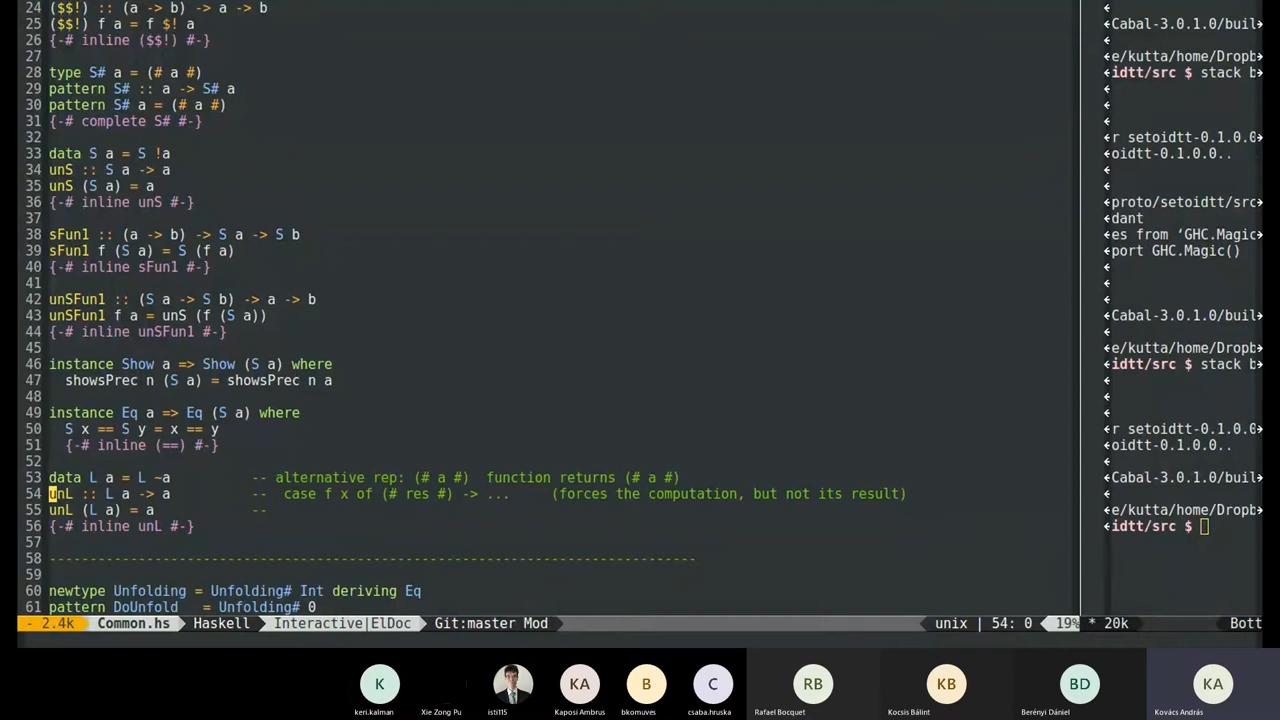 24 ($$!) :: (a -> b) -> a -> b
25 ($$!) f a = f $! a
26 {-# inline ($$!) #-}
27
28 type S# a = (# a #)
29 pattern S# :: a -> S# a
30 pattern S# a = (# a #)
31 {-# complete S# #-}
32
33 data S a = S !a
34 unS :: S a -> a
35 unS (S a) = a
36 {-# inline unS #-}
37
38 sFun1 :: (a -> b) -> S a -> S b
39 sFun1 f (S a) = S (f a)
40 {-# inline sFun1 #-}
41
42 unSFun1 :: (S a -> S b) -> a -> b
43 unSFun1 f a = unS (f (S a))
44 {-# inline unSFun1 #-}
45
46 instance Show a => Show (S a) where
47   showsPrec n (S a) = showsPrec n a
48
49 instance Eq a => Eq (S a) where
50   S x == S y = x == y
51   {-# inline (==) #-}
52
53 data L a = L ~a          -- alternative rep: (# a #)  function returns (# a #)
54 unL :: L a -> a          --  case f x of (# res #) -> ...     (forces the computation, but not its result)
55 unL (L a) = a            --
56 {-# inline unL #-}
57
58 --------------------------------------------------------------------------------
59
60 newtype Unfolding = Unfolding# Int deriving Eq
61 pattern DoUnfold   = Unfolding# 0
- 2.4k Common.hs Haskell Interactive|ElDoc Git:master Mod unix | 54: 0 19%
Cabal-3.0.1.0/buil
e/kutta/home/Dropb
idtt/src $ stack b
r setoidtt-0.1.0.0
oidtt-0.1.0.0..
proto/setoidtt/src
dant
es from ‘GHC.Magic
port GHC.Magic()
Cabal-3.0.1.0/buil
e/kutta/home/Dropb
idtt/src $ stack b
r setoidtt-0.1.0.0
oidtt-0.1.0.0..
Cabal-3.0.1.0/buil
e/kutta/home/Dropb
idtt/src $
* 20k Bott
K
KA
B
C
RB
KB
BD
KA
keri.kalman
Xie Zong Pu
isti115
Kaposi Ambrus
bkomuves
csaba.hruska
Rafael Bocquet
Kocsis Bálint
Berényi Dániel
Kovács András